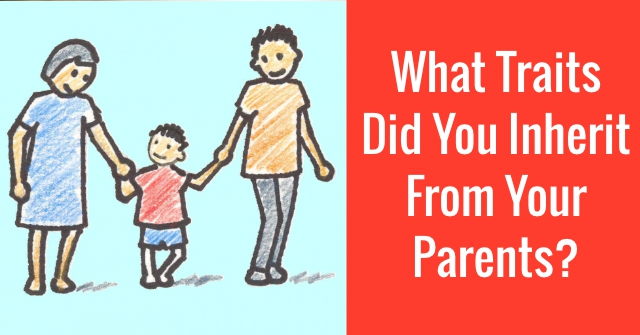 What Traits
Did You Inherit
From Your
Parents?